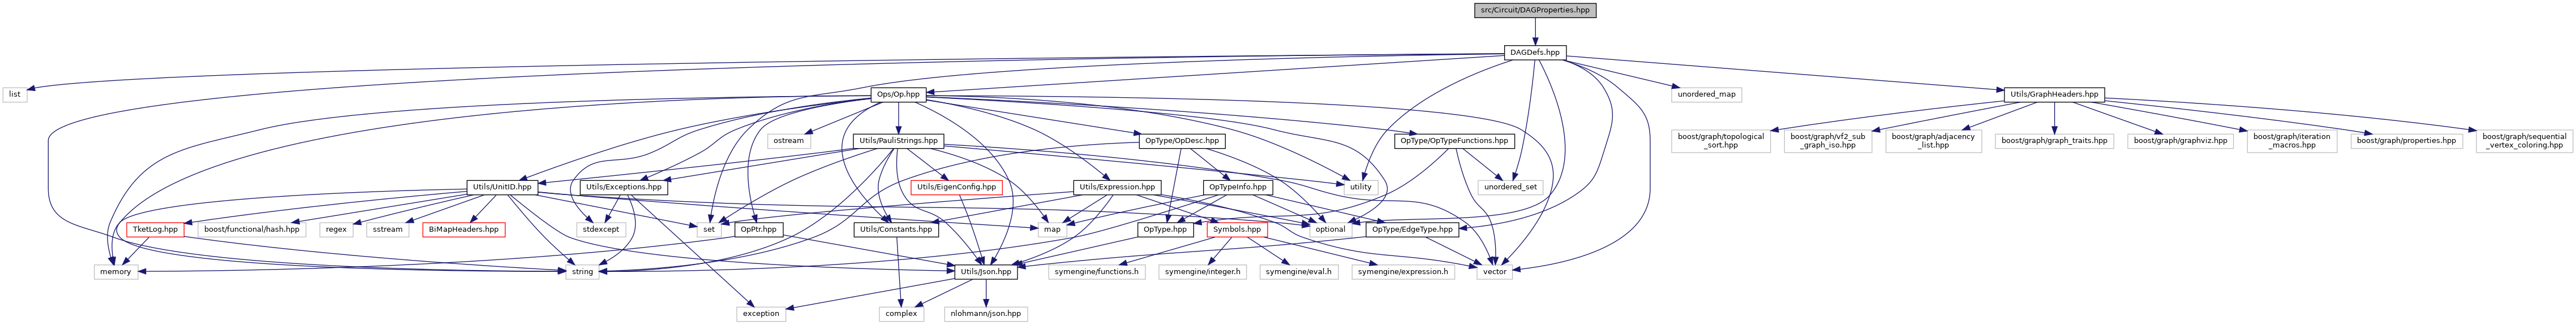 src/Circuit/DAGProperties.hpp
DAGDefs.hpp
list
Ops/Op.hpp
unordered_map
Utils/GraphHeaders.hpp
ostream
Utils/PauliStrings.hpp
OpType/OpDesc.hpp
OpType/OpTypeFunctions.hpp
boost/graph/topological
_sort.hpp
boost/graph/vf2_sub
_graph_iso.hpp
boost/graph/adjacency
_list.hpp
boost/graph/graph_traits.hpp
boost/graph/graphviz.hpp
boost/graph/iteration
_macros.hpp
boost/graph/properties.hpp
boost/graph/sequential
_vertex_coloring.hpp
Utils/UnitID.hpp
Utils/Exceptions.hpp
Utils/EigenConfig.hpp
Utils/Expression.hpp
OpTypeInfo.hpp
utility
unordered_set
TketLog.hpp
boost/functional/hash.hpp
regex
sstream
BiMapHeaders.hpp
stdexcept
set
OpPtr.hpp
Utils/Constants.hpp
map
OpType.hpp
Symbols.hpp
optional
OpType/EdgeType.hpp
memory
string
Utils/Json.hpp
symengine/functions.h
symengine/integer.h
symengine/eval.h
symengine/expression.h
vector
exception
complex
nlohmann/json.hpp